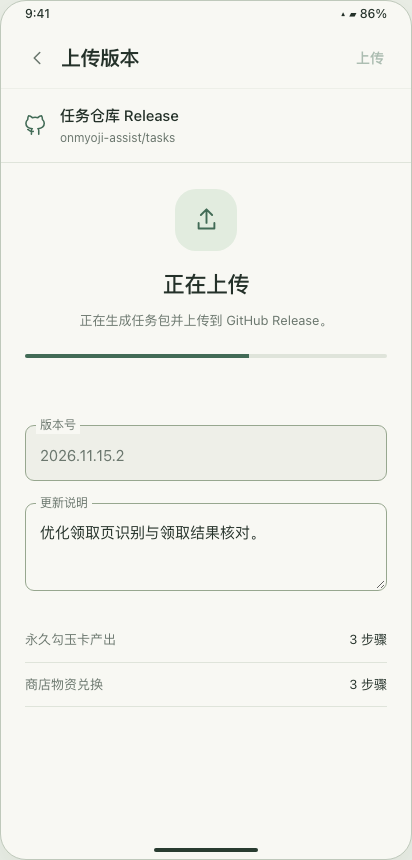 9:41
86%
上传版本
上传
任务仓库 Release
onmyoji-assist/tasks
正在上传
正在生成任务包并上传到 GitHub Release。
版本号
2026.11.15.2
更新说明
优化领取页识别与领取结果核对。
永久勾玉卡产出
3 步骤
商店物资兑换
3 步骤